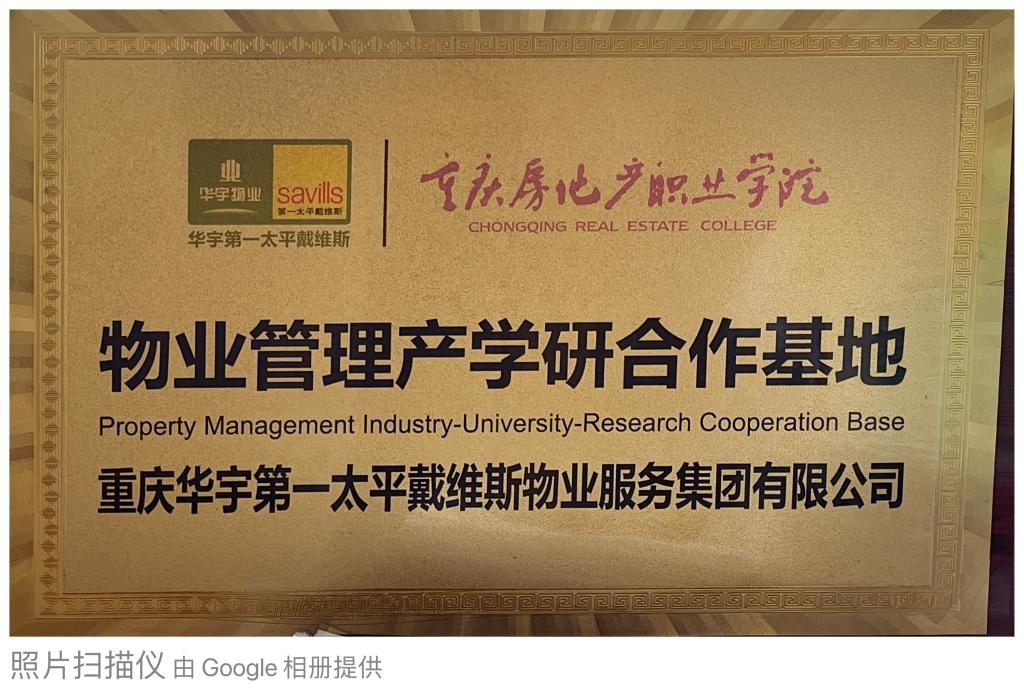 华宇物业
savills
第一太平戴维斯
华宇第一太平戴维斯
重庆房地产职业学院
CHONGQING REAL ESTATE COLLEGE
物业管理产学研合作基地
Property Management Industry-University-Research Cooperation Base
重庆华宇第一太平戴维斯物业服务集团有限公司
照片扫描仪 由 Google 相册提供